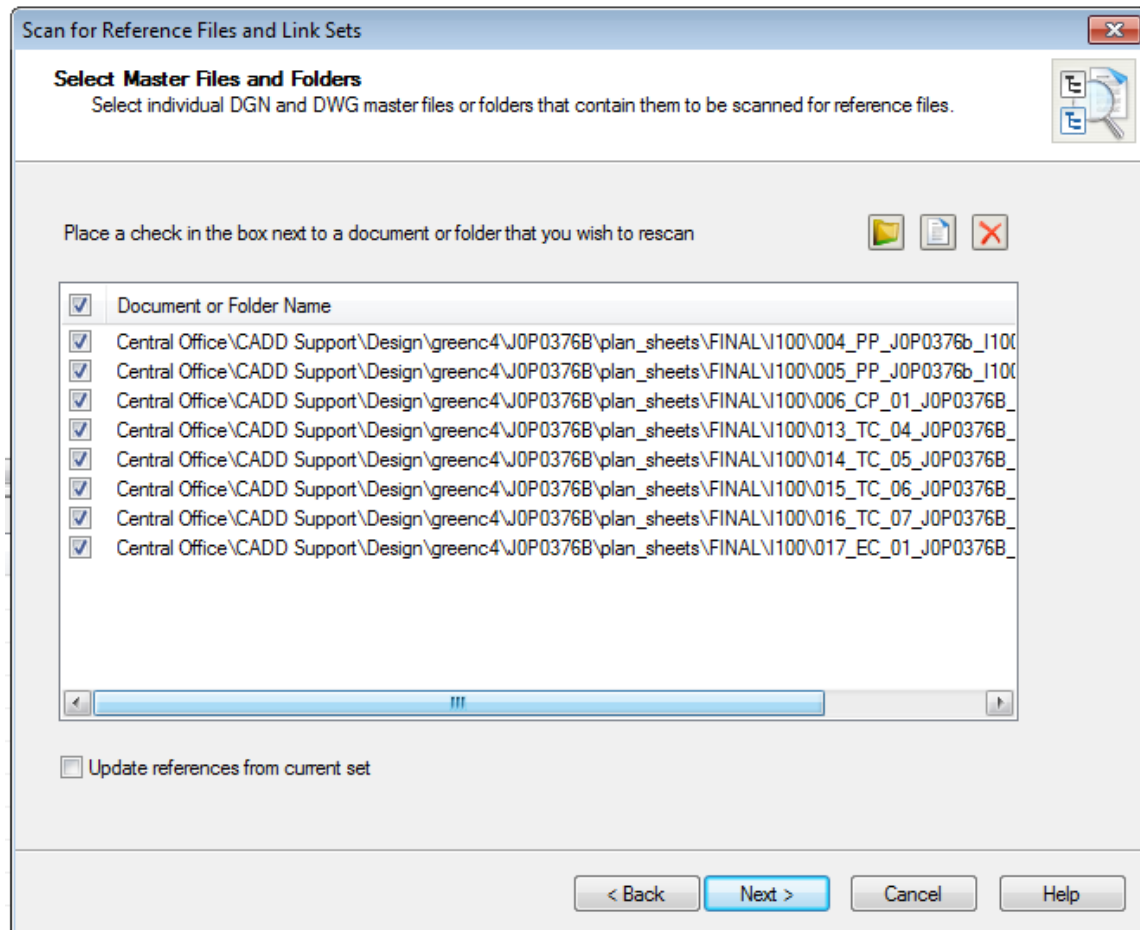 Scan for Reference Files and Link Sets
Select Master Files and Folders
Select individual DGN and DWG master files or folders that contain them to be scanned for reference files.
Place a check in the box next to a document or folder that you wish to rescan
Document or Folder Name
Central Office\CADD Support\Design\greenc4\J0P0376B\plan_sheets\FINAL\I100\004_PP_J0P0376b_I100
Central Office\CADD Support\Design\greenc4\J0P0376B\plan_sheets\FINAL\I100\005_PP_J0P0376b_I100
Central Office\CADD Support\Design\greenc4\J0P0376B\plan_sheets\FINAL\I100\006_CP_01_J0P0376B_
Central Office\CADD Support\Design\greenc4\J0P0376B\plan_sheets\FINAL\I100\013_TC_04_J0P0376B_
Central Office\CADD Support\Design\greenc4\J0P0376B\plan_sheets\FINAL\I100\014_TC_05_J0P0376B_
Central Office\CADD Support\Design\greenc4\J0P0376B\plan_sheets\FINAL\I100\015_TC_06_J0P0376B_
Central Office\CADD Support\Design\greenc4\J0P0376B\plan_sheets\FINAL\I100\016_TC_07_J0P0376B_
Central Office\CADD Support\Design\greenc4\J0P0376B\plan_sheets\FINAL\I100\017_EC_01_J0P0376B_
Update references from current set
< Back Next > Cancel Help